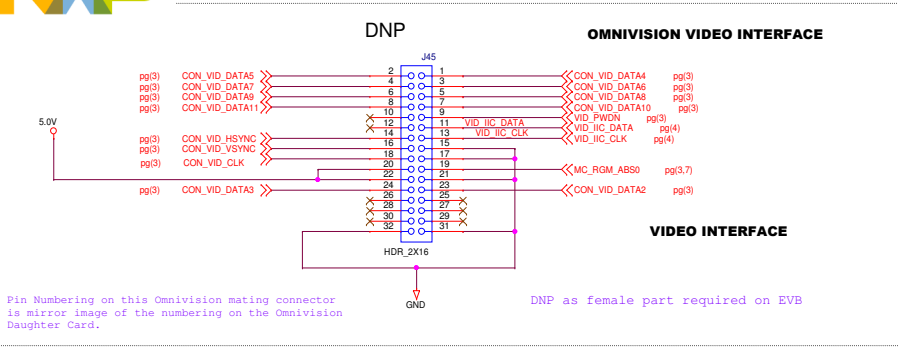 DNP
OMNIVISION VIDEO INTERFACE
J45
pg(3) CON_VID_DATA5 2 1 CON_VID_DATA4 pg(3)
pg(3) CON_VID_DATA7 4 3 CON_VID_DATA6 pg(3)
pg(3) CON_VID_DATA9 6 5 CON_VID_DATA8 pg(3)
pg(3) CON_VID_DATA11 8 7 CON_VID_DATA10 pg(3)
10 9 VID_PWDN pg(3)
5.0V 12 11 VID_IIC_DATA VID_IIC_DATA pg(4)
pg(3) CON_VID_HSYNC 14 13 VID_IIC_CLK VID_IIC_CLK pg(4)
pg(3) CON_VID_VSYNC 16 15
pg(3) CON_VID_CLK 18 17
20 19 MC_RGM_ABS0 pg(3,7)
22 21
pg(3) CON_VID_DATA3 24 23 CON_VID_DATA2 pg(3)
26 25
28 27
30 29
32 31
VIDEO INTERFACE
HDR_2X16
GND
Pin Numbering on this Omnivision mating connector
is mirror image of the numbering on the Omnivision
Daughter Card.
DNP as female part required on EVB